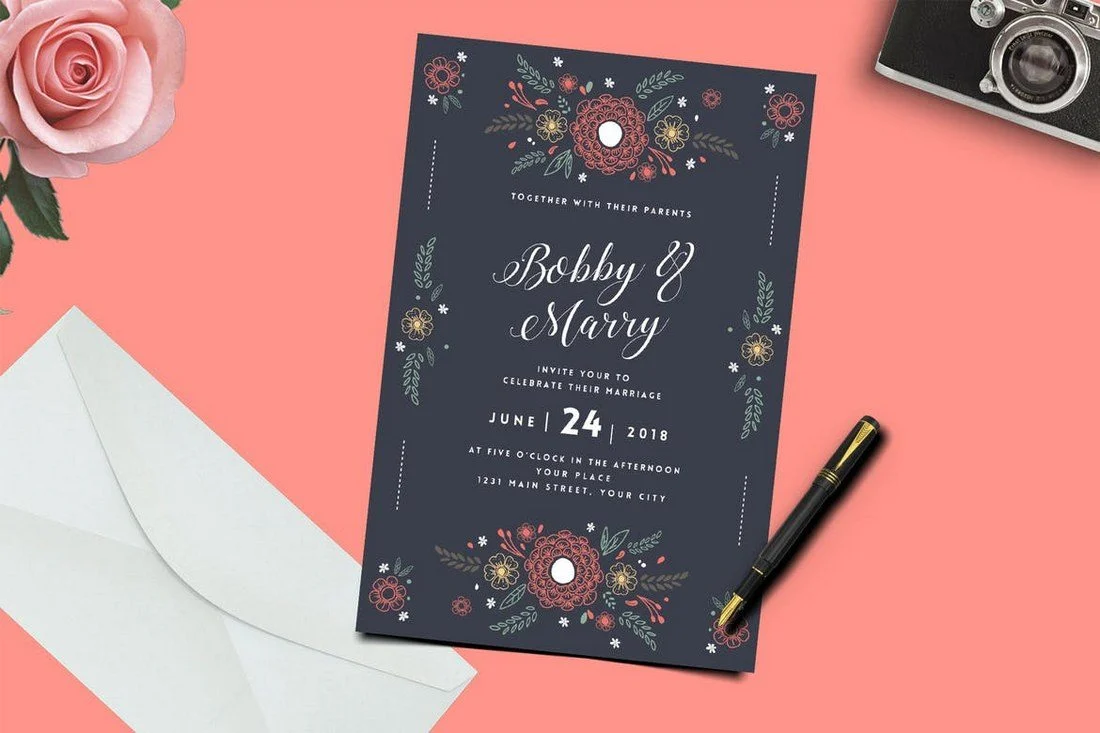 TOGETHER WITH THEIR PARENTS
Bobby &
Marry
INVITE YOUR TO
CELEBRATE THEIR MARRIAGE
JUNE | 24 | 2018
AT FIVE O'CLOCK IN THE AFTERNOON
YOUR PLACE
1231 MAIN STREET, YOUR CITY